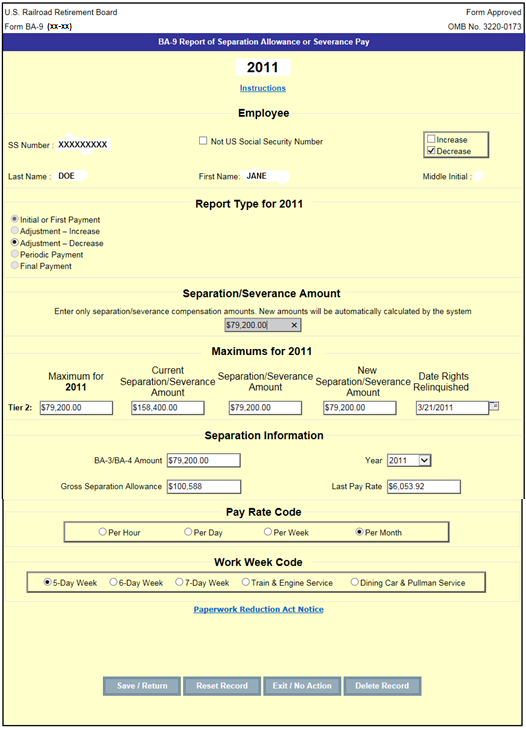 U.S. Railroad Retirement Board Form Approved
Form BA-9 (xx-xx) OMB No. 3220-0173
BA-9 Report of Separation Allowance or Severance Pay
2011
Instructions
Employee
SS Number : XXXXXXXXX Not US Social Security Number Increase
Decrease
Last Name : DOE First Name: JANE Middle Initial :
Report Type for 2011
Initial or First Payment
Adjustment – Increase
Adjustment – Decrease
Periodic Payment
Final Payment
Separation/Severance Amount
Enter only separation/severance compensation amounts. New amounts will be automatically calculated by the system
$79,200.00 ×
Maximums for 2011
Maximum for 2011 Current Separation/Severance Amount Separation/Severance Amount New Separation/Severance Amount Date Rights Relinquished
Tier 2: $79,200.00 $158,400.00 $79,200.00 $79,200.00 3/21/2011
Separation Information
BA-3/BA-4 Amount $79,200.00 Year 2011
Gross Separation Allowance $100,588 Last Pay Rate $6,053.92
Pay Rate Code
Per Hour Per Day Per Week Per Month
Work Week Code
5-Day Week 6-Day Week 7-Day Week Train & Engine Service Dining Car & Pullman Service
Paperwork Reduction Act Notice
Save / Return Reset Record Exit / No Action Delete Record